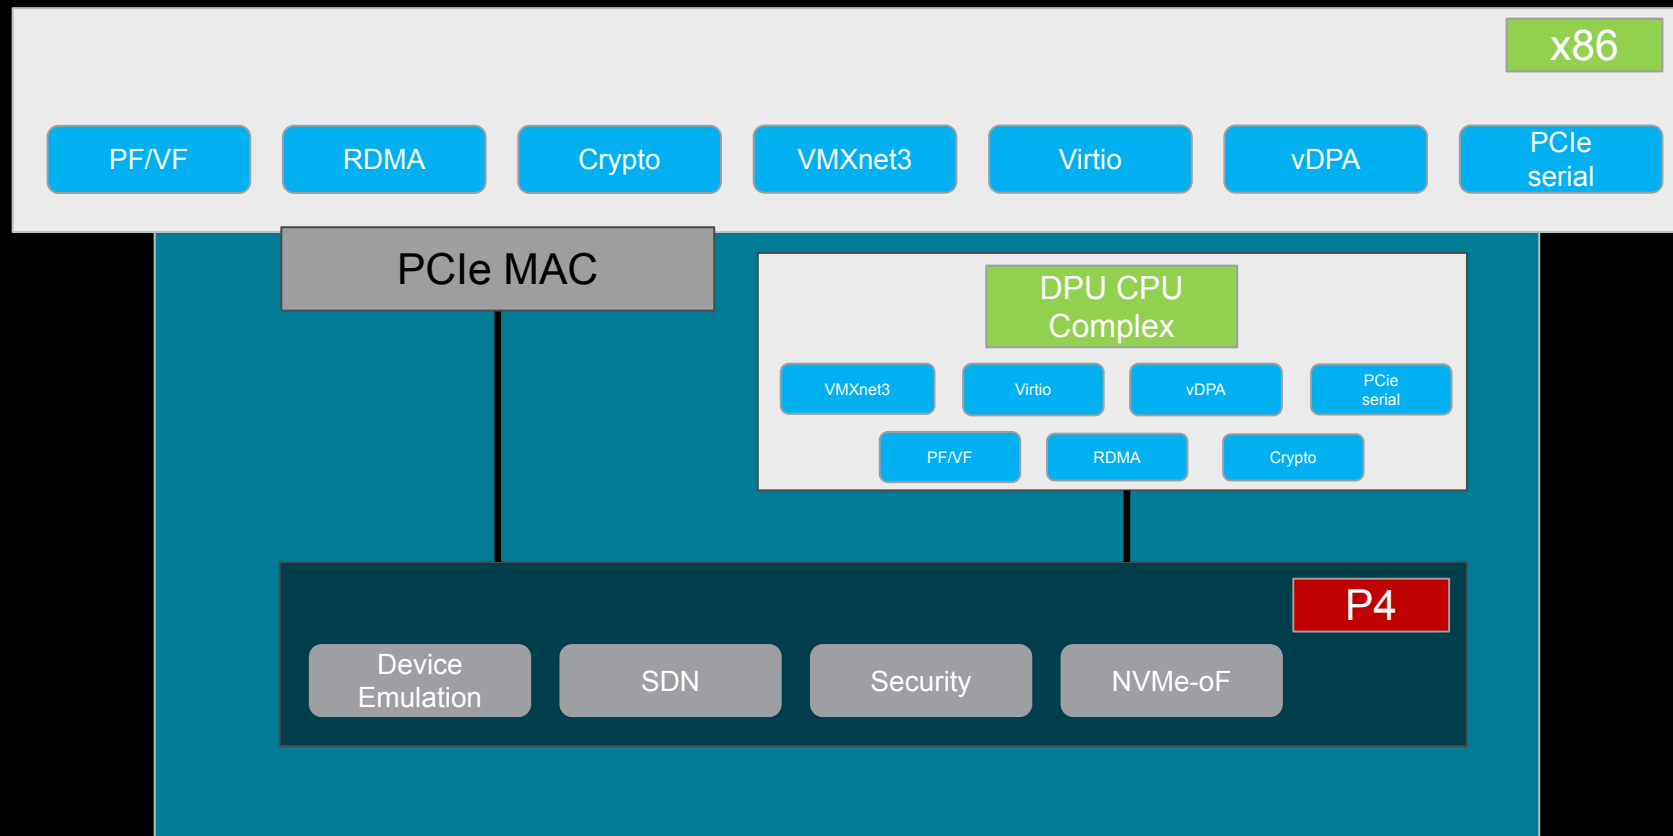 x86
PF/VF
RDMA
Crypto
VMXnet3
Virtio
vDPA
PCIe
serial
PCIe MAC
DPU CPU
Complex
VMXnet3
Virtio
vDPA
PCie
serial
PF/VF
RDMA
Crypto
P4
Device
Emulation
SDN
Security
NVMe-oF